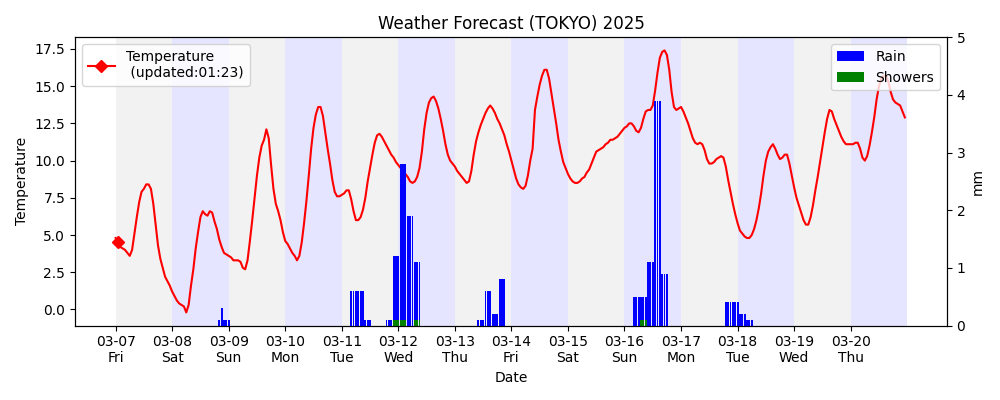 Weather Forecast (TOKYO) 2025
Temperature
(updated:01:23)
Rain
Showers
Temperature
17.5
15.0
12.5
10.0
7.5
5.0
2.5
0.0
5
4
3
2
1
0
mm
03-07 03-08 03-09 03-10 03-11 03-12 03-13 03-14 03-15 03-16 03-17 03-18 03-19 03-20
Fri Sat Sun Mon Tue Wed Thu Fri Sat Sun Mon Tue Wed Thu
Date